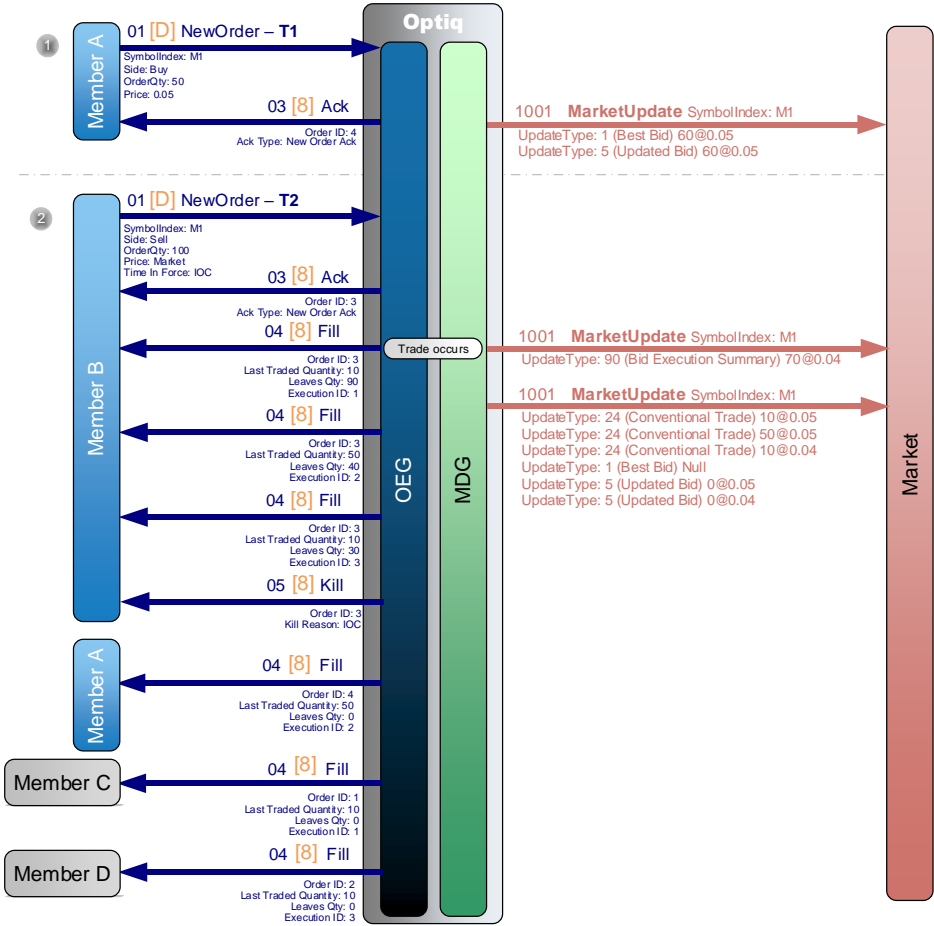 Optiq
1
Member A
01 [D] NewOrder – T1
SymbolIndex: M1
Side: Buy
OrderQty: 50
Price: 0.05
03 [8] Ack
Order ID: 4
Ack Type: New Order Ack
1001 MarketUpdate SymbolIndex: M1
UpdateType: 1 (Best Bid) 60@0.05
UpdateType: 5 (Updated Bid) 60@0.05
2
Member B
01 [D] NewOrder – T2
SymbolIndex: M1
Side: Sell
OrderQty: 100
Price: Market
Time In Force: IOC
03 [8] Ack
Order ID: 3
Ack Type: New Order Ack
04 [8] Fill
Order ID: 3
Last Traded Quantity: 10
Leaves Qty: 90
Execution ID: 1
Trade occurs
1001 MarketUpdate SymbolIndex: M1
UpdateType: 90 (Bid Execution Summary) 70@0.04
1001 MarketUpdate SymbolIndex: M1
UpdateType: 24 (Conventional Trade) 10@0.05
UpdateType: 24 (Conventional Trade) 50@0.05
UpdateType: 24 (Conventional Trade) 10@0.04
UpdateType: 1 (Best Bid) Null
UpdateType: 5 (Updated Bid) 0@0.05
UpdateType: 5 (Updated Bid) 0@0.04
04 [8] Fill
Order ID: 3
Last Traded Quantity: 50
Leaves Qty: 40
Execution ID: 2
OEG
MDG
Market
04 [8] Fill
Order ID: 3
Last Traded Quantity: 10
Leaves Qty: 30
Execution ID: 3
05 [8] Kill
Order ID: 3
Kill Reason: IOC
Member A
04 [8] Fill
Order ID: 4
Last Traded Quantity: 50
Leaves Qty: 0
Execution ID: 2
Member C
04 [8] Fill
Order ID: 1
Last Traded Quantity: 10
Leaves Qty: 0
Execution ID: 1
Member D
04 [8] Fill
Order ID: 2
Last Traded Quantity: 10
Leaves Qty: 0
Execution ID: 3